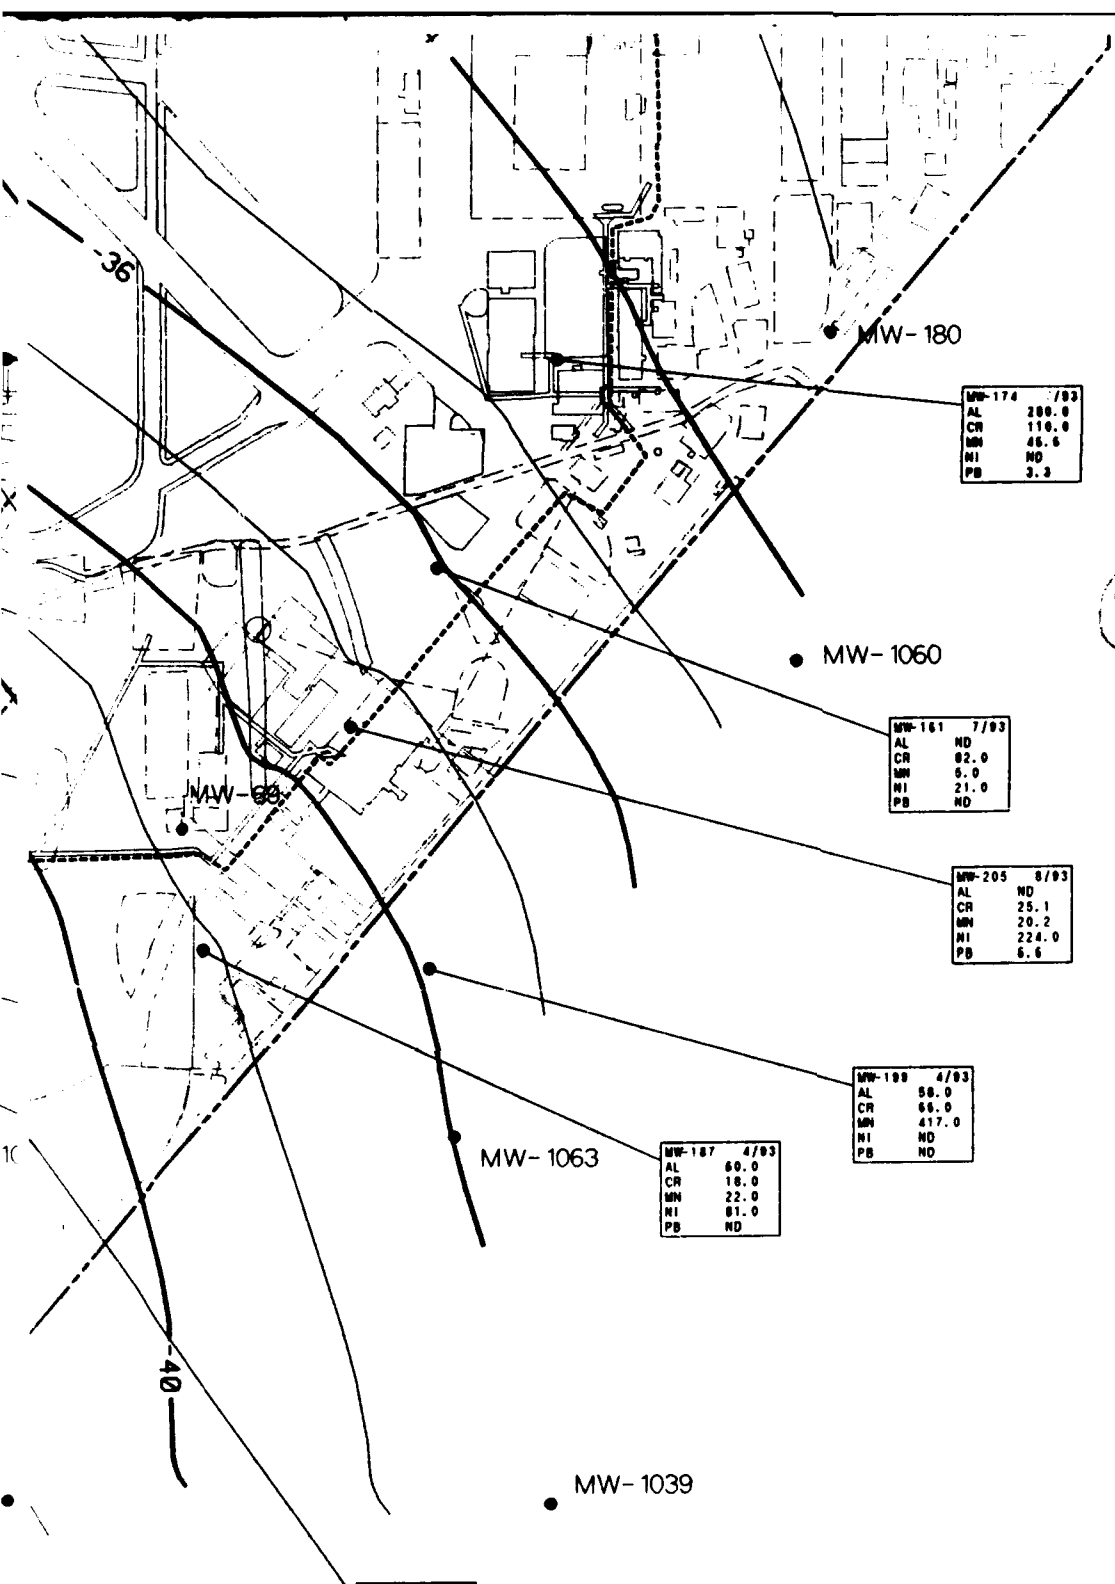 -36
MW-180
MW-174 /93
AL 280.0
CR 110.0
MN 46.6
NI ND
PB 3.3
MW-1060
MW-161 7/93
AL ND
CR 82.0
MN 5.0
NI 21.0
PB ND
MW-69
MW-205 8/93
AL ND
CR 25.1
MN 20.2
NI 224.0
PB 6.6
MW-199 4/93
AL 58.0
CR 66.0
MN 417.0
NI ND
PB ND
MW-1063
MW-187 4/93
AL 60.0
CR 18.0
MN 22.0
NI 81.0
PB ND
-40
MW-1039